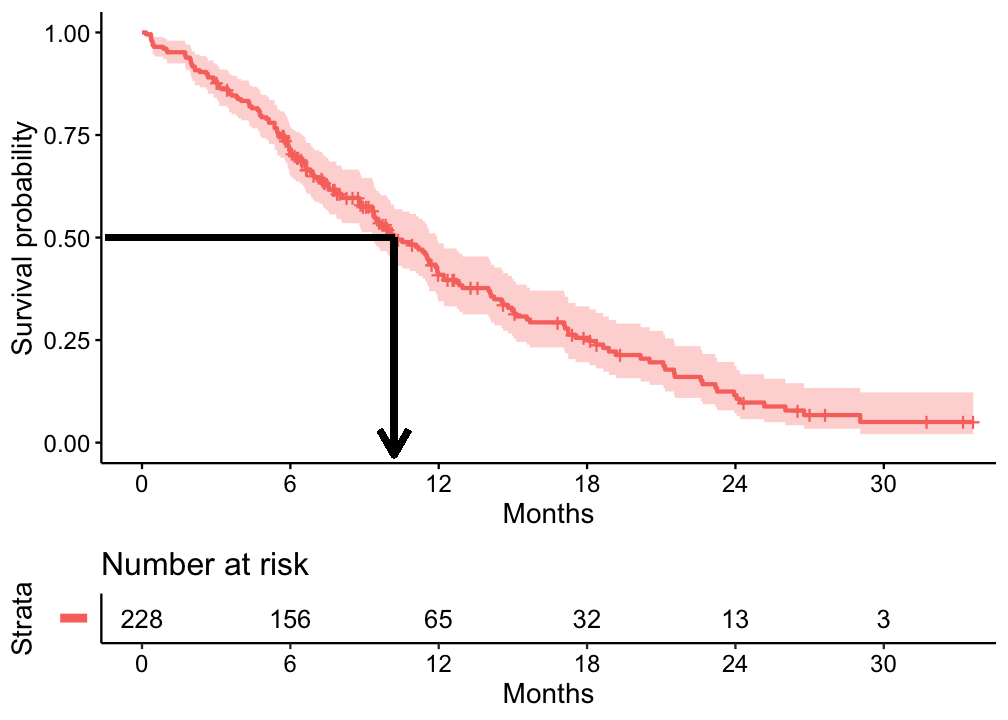 Survival probability
1.00
0.75
0.50
0.25
0.00
0 6 12 18 24 30
Months
Number at risk
Strata
228 156 65 32 13 3
0 6 12 18 24 30
Months